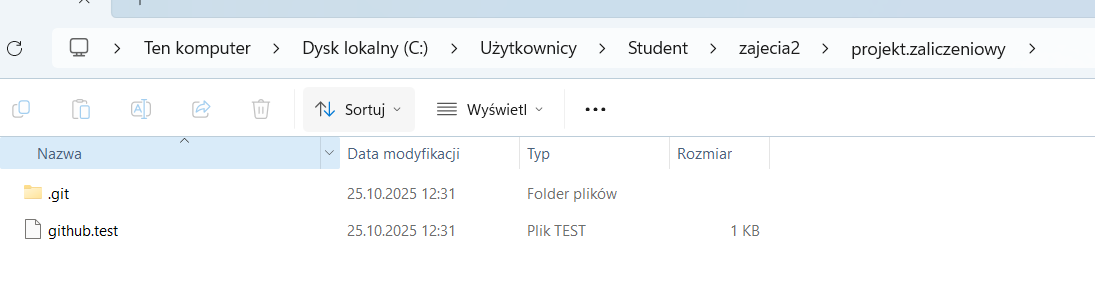 Ten komputer > Dysk lokalny (C:) > Użytkownicy > Student > zajecia2 > projekt.zaliczeniowy >
Sortuj Wyświetl
Nazwa Data modyfikacji Typ Rozmiar
.git 25.10.2025 12:31 Folder plików
github.test 25.10.2025 12:31 Plik TEST 1 KB